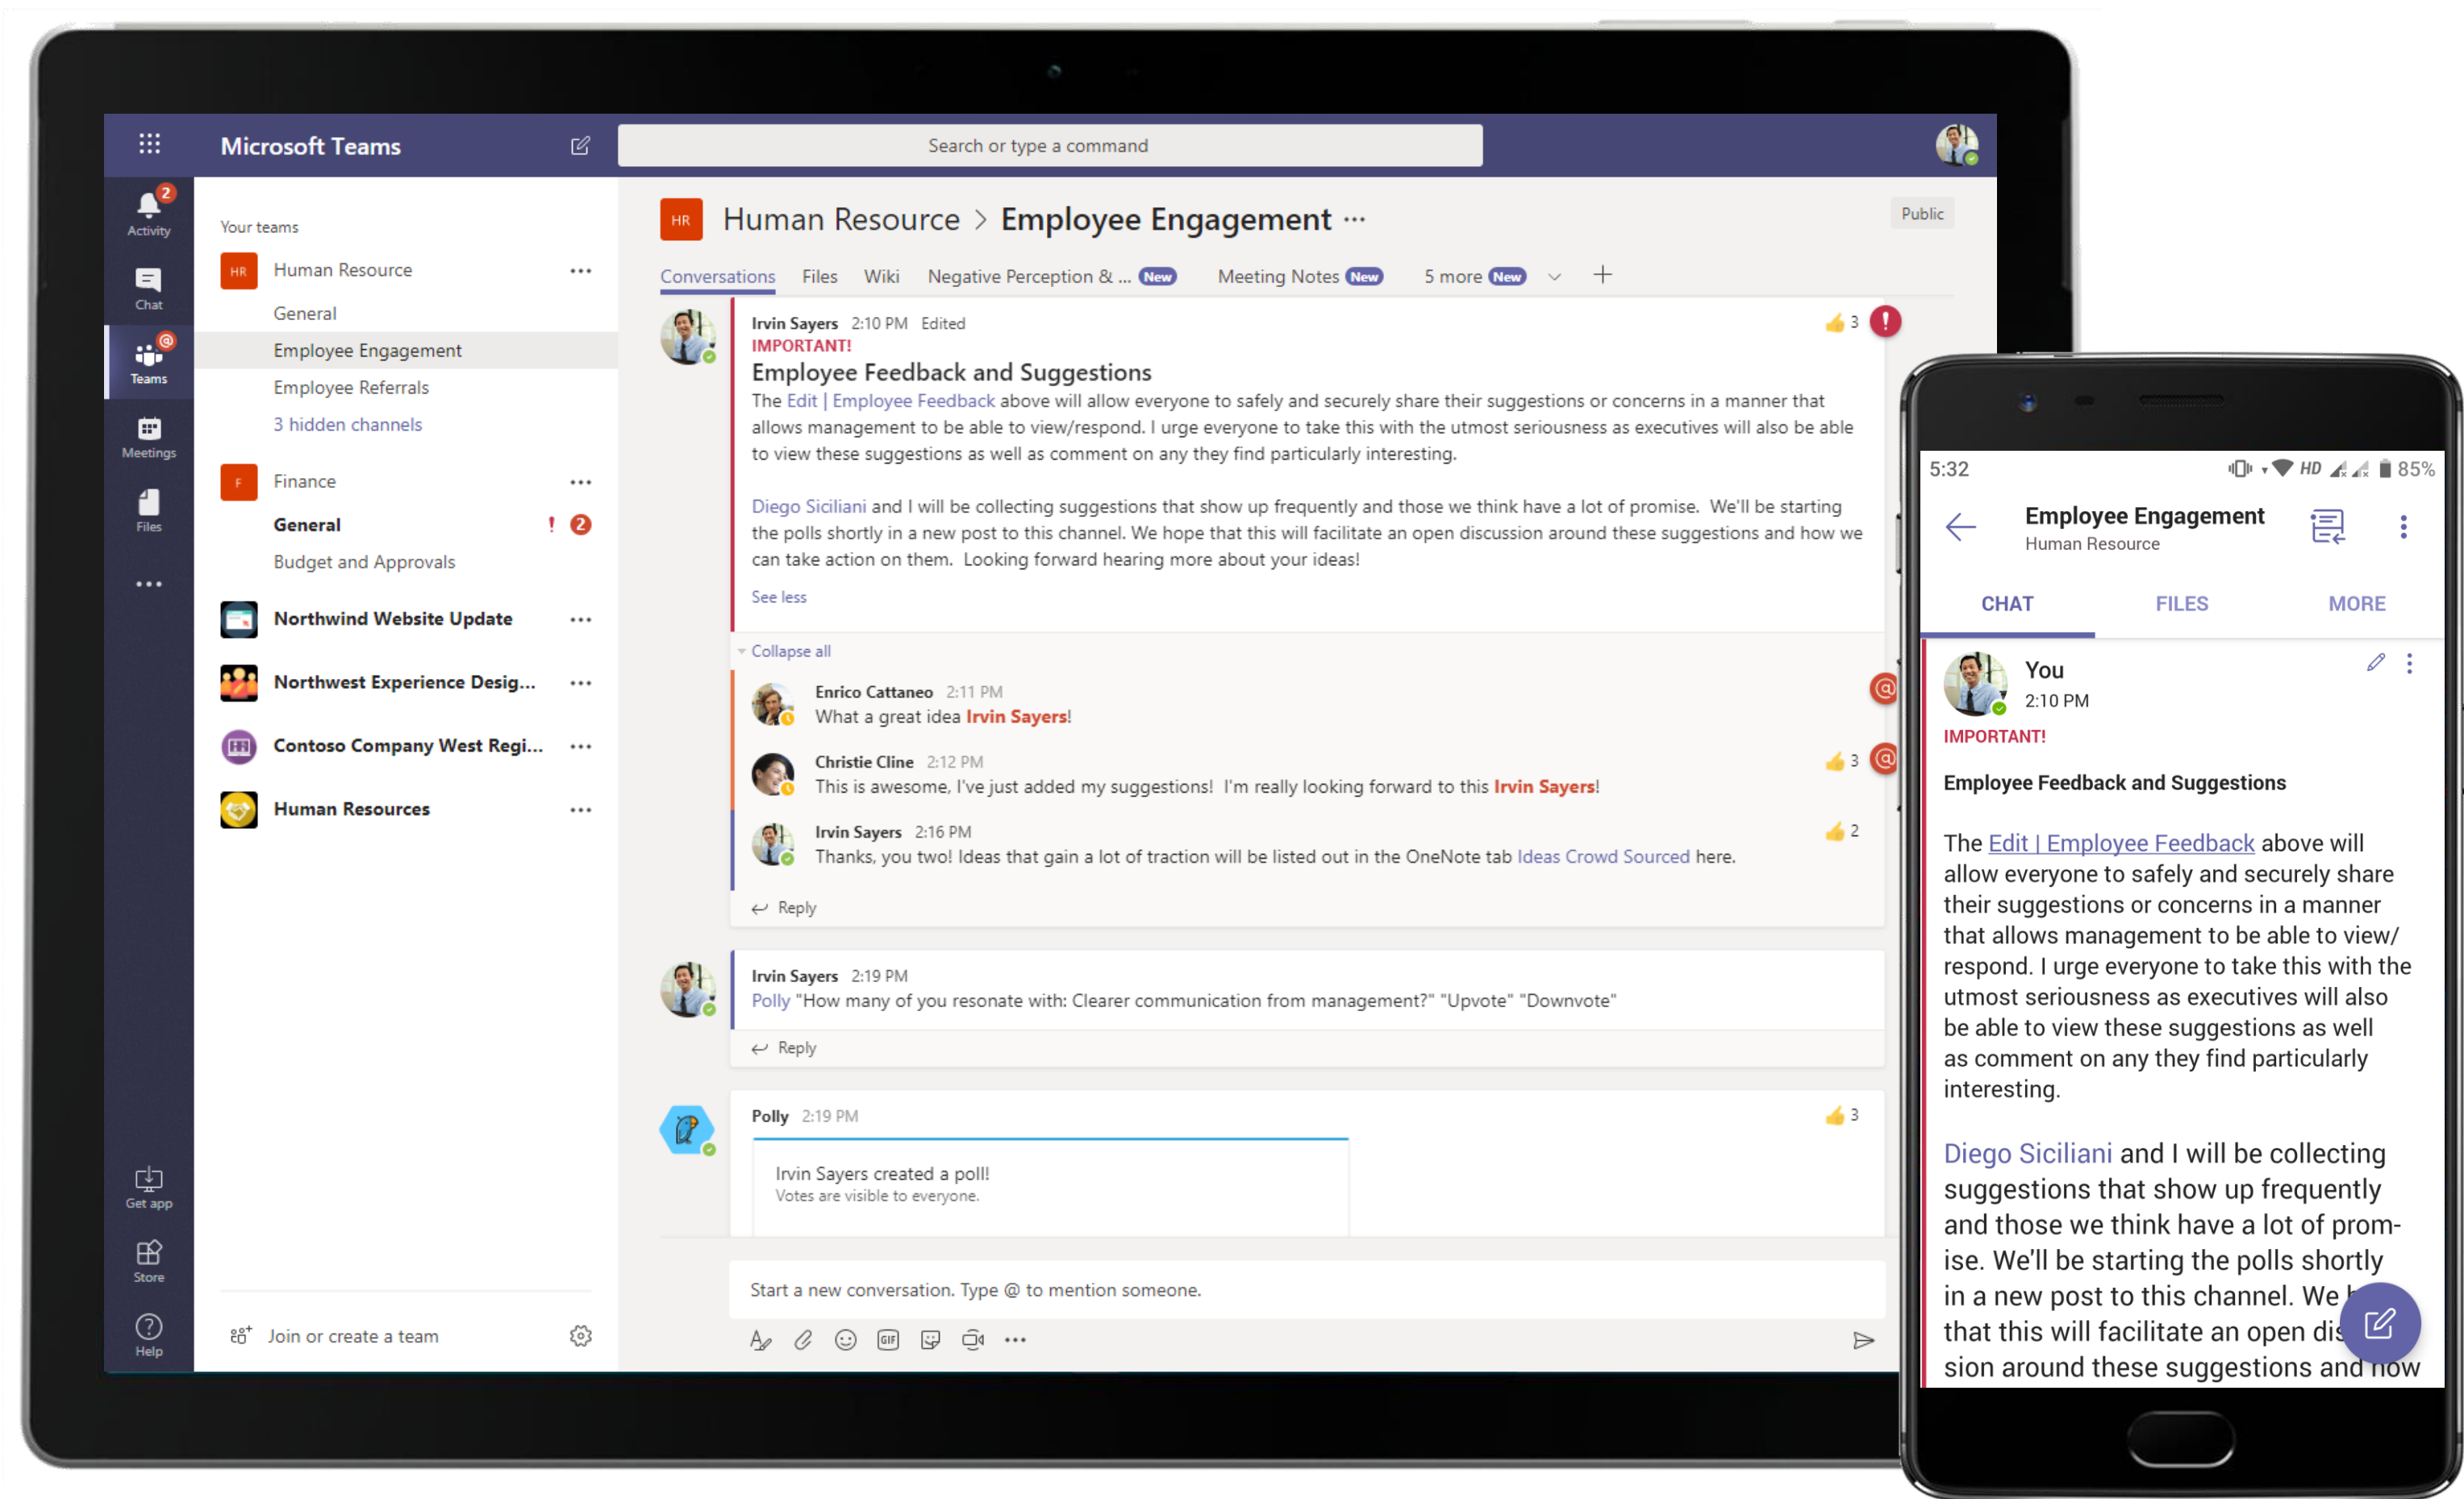 Microsoft Teams
Search or type a command
2
Activity
Chat
@
Teams
Meetings
Files
Get app
Store
Help
Your teams
HR
Human Resource
General
Employee Engagement
Employee Referrals
3 hidden channels
F
Finance
General
! 2
Budget and Approvals
Northwind Website Update
Northwest Experience Desig...
Contoso Company West Regi...
Human Resources
Join or create a team
HR Human Resource > Employee Engagement ...
Public
Conversations Files Wiki Negative Perception & ... New Meeting Notes New 5 more New
Irvin Sayers 2:10 PM Edited
3 !
IMPORTANT!
Employee Feedback and Suggestions
The Edit | Employee Feedback above will allow everyone to safely and securely share their suggestions or concerns in a manner that
allows management to be able to view/respond. I urge everyone to take this with the utmost seriousness as executives will also be able
to view these suggestions as well as comment on any they find particularly interesting.
Diego Siciliani and I will be collecting suggestions that show up frequently and those we think have a lot of promise. We'll be starting
the polls shortly in a new post to this channel. We hope that this will facilitate an open discussion around these suggestions and how we
can take action on them. Looking forward hearing more about your ideas!
See less
Collapse all
Enrico Cattaneo 2:11 PM
@
What a great idea Irvin Sayers!
Christie Cline 2:12 PM
3 @
This is awesome, I've just added my suggestions! I'm really looking forward to this Irvin Sayers!
Irvin Sayers 2:16 PM
2
Thanks, you two! Ideas that gain a lot of traction will be listed out in the OneNote tab Ideas Crowd Sourced here.
Reply
Irvin Sayers 2:19 PM
Polly "How many of you resonate with: Clearer communication from management?" "Upvote" "Downvote"
Reply
Polly 2:19 PM
3
Irvin Sayers created a poll!
Votes are visible to everyone.
Start a new conversation. Type @ to mention someone.
GIF
5:32
HD 85%
Employee Engagement
Human Resource
CHAT FILES MORE
You
2:10 PM
IMPORTANT!
Employee Feedback and Suggestions
The Edit | Employee Feedback above will
allow everyone to safely and securely share
their suggestions or concerns in a manner
that allows management to be able to view/
respond. I urge everyone to take this with the
utmost seriousness as executives will also
be able to view these suggestions as well
as comment on any they find particularly
interesting.
Diego Siciliani and I will be collecting
suggestions that show up frequently
and those we think have a lot of prom-
ise. We'll be starting the polls shortly
in a new post to this channel. We
that this will facilitate an open dis
sion around these suggestions and how